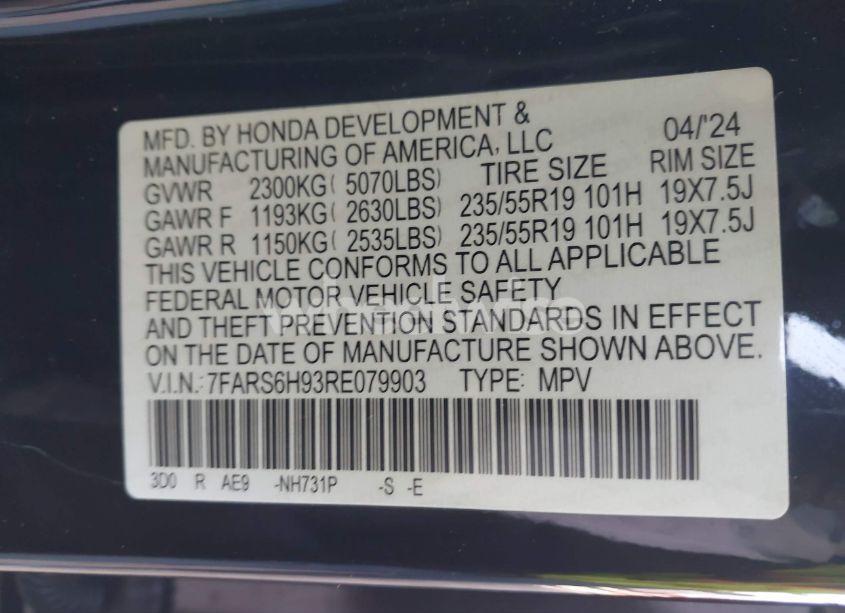 MFD. BY HONDA DEVELOPMENT & 04/'24
MANUFACTURING OF AMERICA, LLC
TIRE SIZE RIM SIZE
GVWR 2300KG( 5070LBS)
GAWR F 1193KG( 2630LBS) 235/55R19 101H 19X7.5J
GAWR R 1150KG( 2535LBS) 235/55R19 101H 19X7.5J
THIS VEHICLE CONFORMS TO ALL APPLICABLE
FEDERAL MOTOR VEHICLE SAFETY
AND THEFT PREVENTION STANDARDS IN EFFECT
ON THE DATE OF MANUFACTURE SHOWN ABOVE.
V.I.N.: 7FARS6H93RE079903 TYPE: MPV
3D0 R AE9 -NH731P -S -E